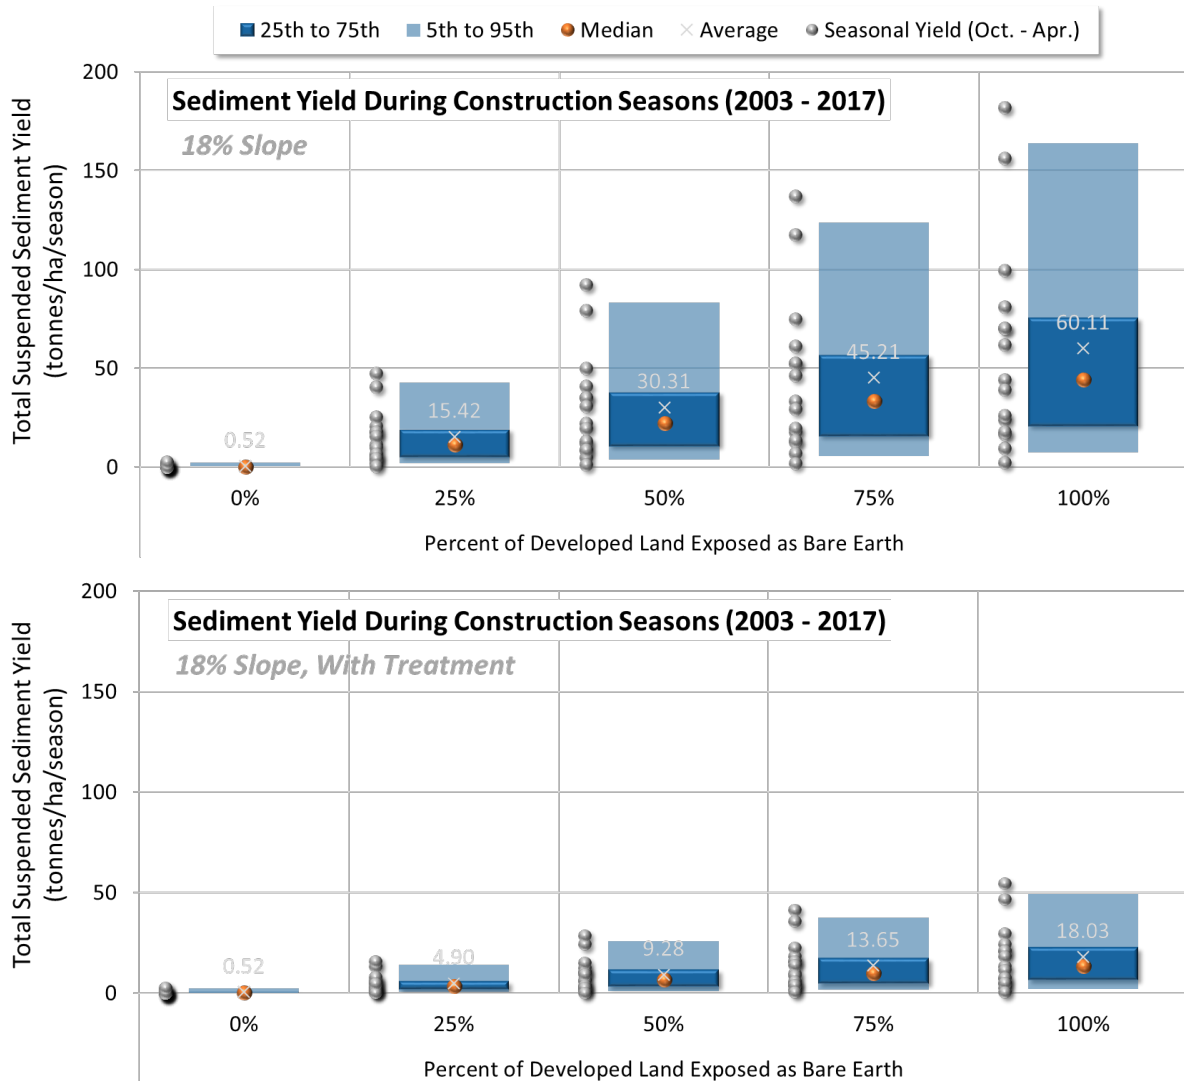 25th to 75th 5th to 95th Median Average Seasonal Yield (Oct. - Apr.)
Total Suspended Sediment Yield
(tonnes/ha/season)
200
150
100
50
0
Sediment Yield During Construction Seasons (2003 - 2017)
18% Slope
0.52
15.42
30.31
45.21
60.11
0% 25% 50% 75% 100%
Percent of Developed Land Exposed as Bare Earth
Total Suspended Sediment Yield
(tonnes/ha/season)
200
150
100
50
0
Sediment Yield During Construction Seasons (2003 - 2017)
18% Slope, With Treatment
0.52
4.90
9.28
13.65
18.03
0% 25% 50% 75% 100%
Percent of Developed Land Exposed as Bare Earth